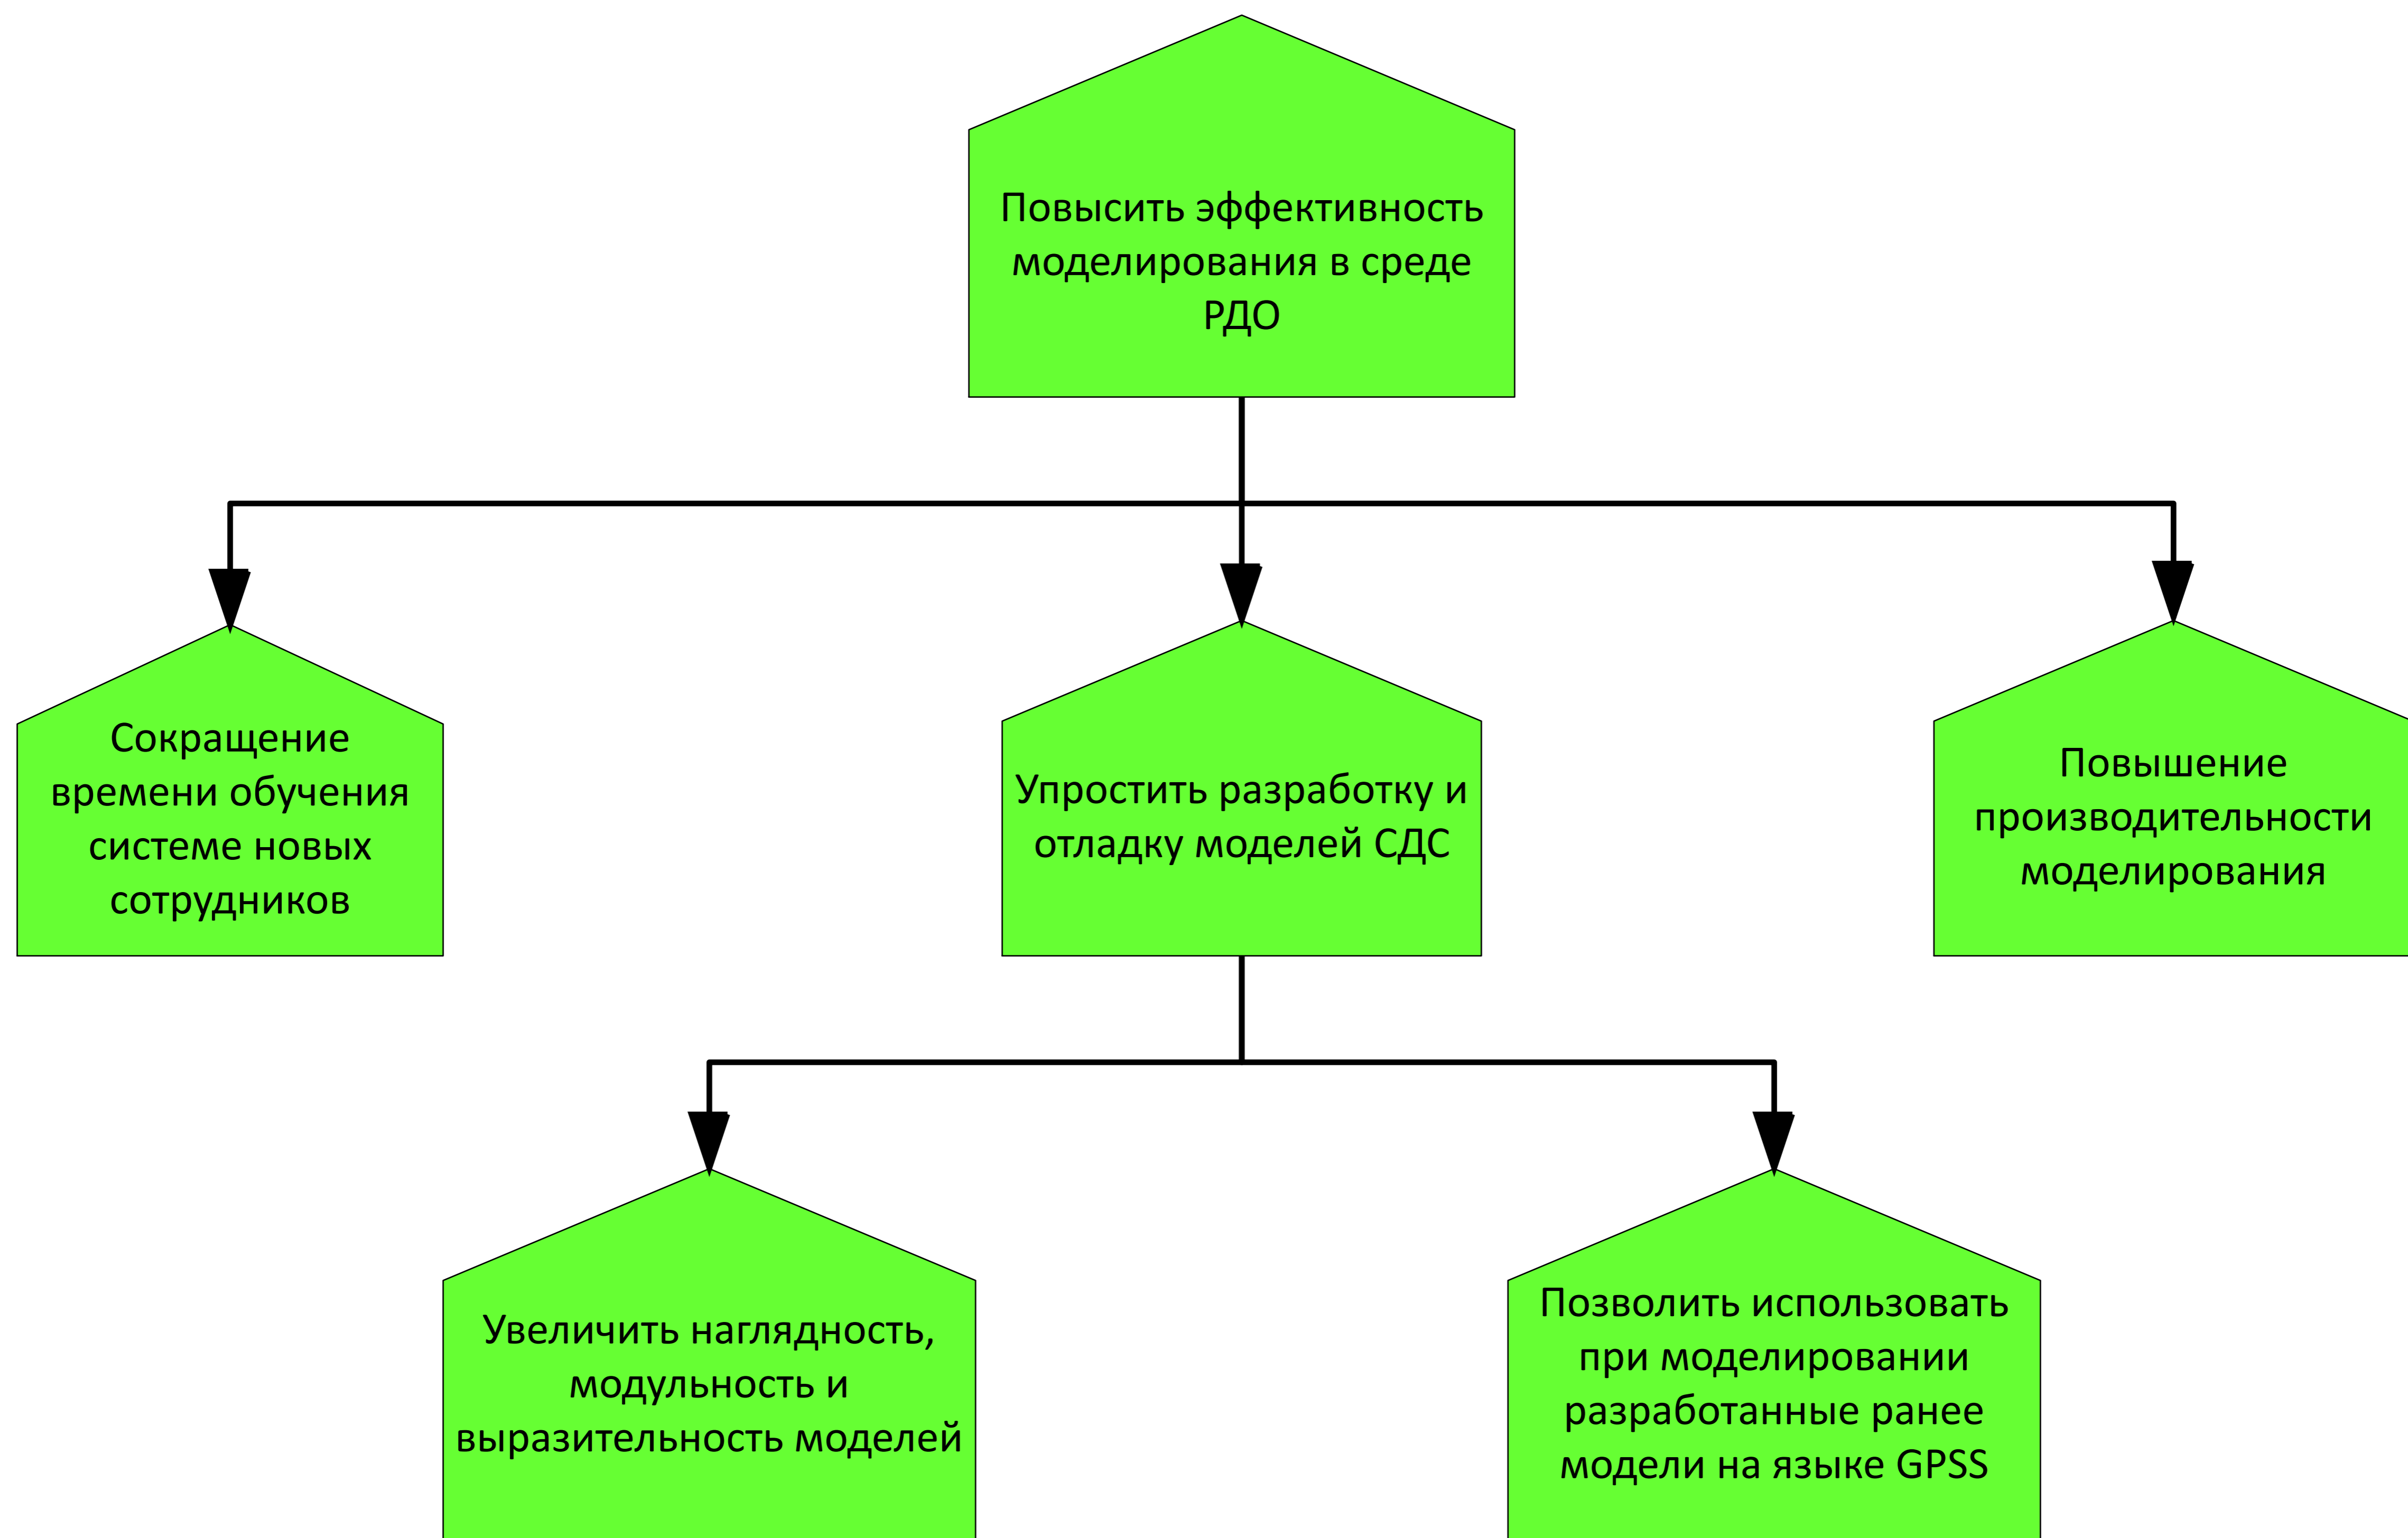 Повысить эффективность
моделирования в среде
РДО
Сокращение
времени обучения
системе новых
сотрудников
Упростить разработку и
отладку моделей СДС
Повышение
производительности
моделирования
Увеличить наглядность,
модульность и
выразительность моделей
Позволить использовать
при моделировании
разработанные ранее
модели на языке GPSS